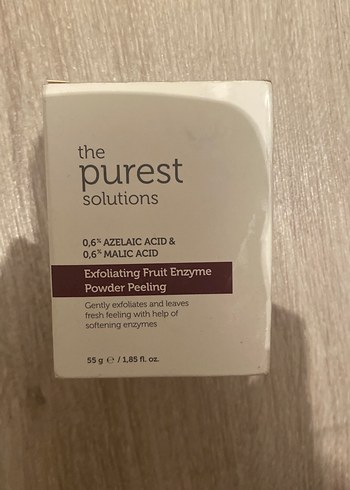 the
purest
solutions
0,6% AZELAIC ACID &
0,6% MALIC ACID
Exfoliating Fruit Enzyme
Powder Peeling
Gently exfoliates and leaves
fresh feeling with help of
softening enzymes
55 g ℮ / 1,85 fl. oz.